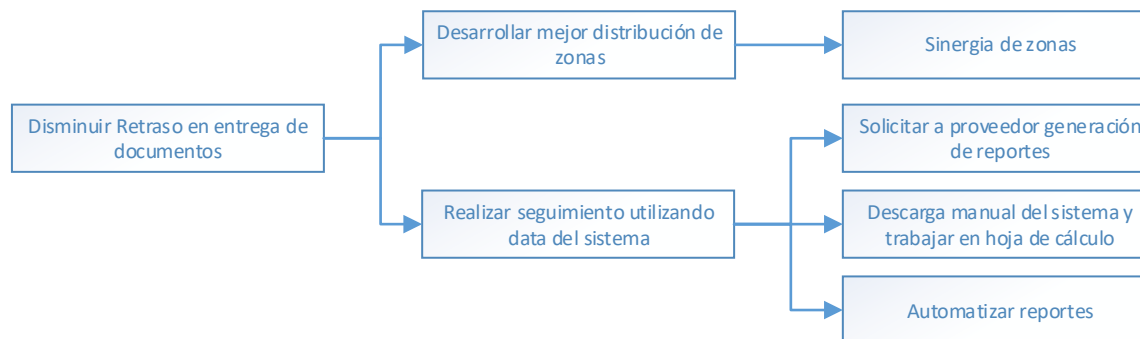 Disminuir Retraso en entrega de
documentos
Desarrollar mejor distribución de
zonas
Realizar seguimiento utilizando
data del sistema
Sinergia de zonas
Solicitar a proveedor generación
de reportes
Descarga manual del sistema y
trabajar en hoja de cálculo
Automatizar reportes